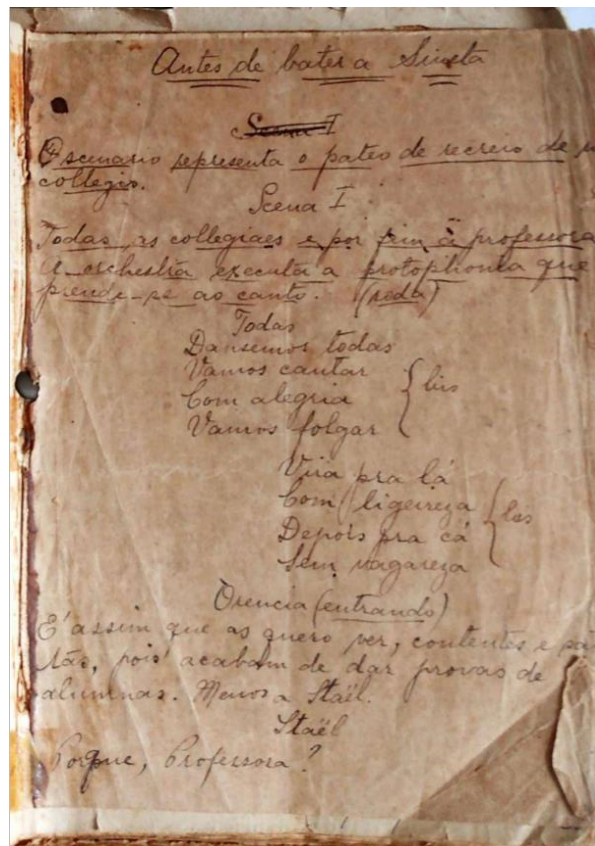 Antes de bater a Sineta
Scena I
O scenario representa o pateo de recreio de
collegio.
Scena I
Todas as collegiaes e por fim a professora
A orchestra executa a protophonia que
prende-se ao canto. (roda)
Todas
Dansemos todas
Vamos cantar
Com alegria { bis
Vamos folgar
Vira pra lá
Com ligeireza
Depois pra cá { bis
Sem vagareza
Orencia (entrando)
E' assim que as quero ver, contentes e
pois acabam de dar provas de
alumnas. Menos a Staël.
Staël
Porque, Professora?